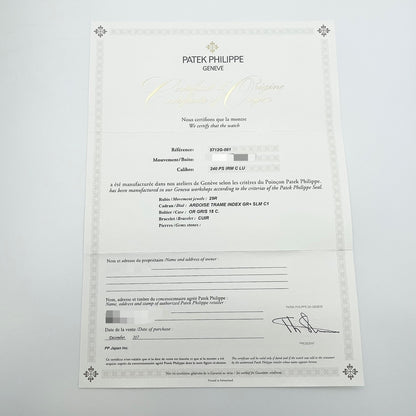 PATEK PHILIPPE
GENEVE
Certificat d'Origine
Nous certifions que la montre
We certify that the watch
Référence: 5712G-001
Mouvement/Boîte:
Calibre: 240 PS IRM C LU
a été manufacturée dans nos ateliers de Genève selon les critères du Poinçon Patek Philippe.
has been manufactured in our Geneva workshops according to the criterias of the Patek Philippe Seal.
Rubis/Movement jewels: 29R
Cadran/Dial: ARDOISE TRAME INDEX GR+ SLM C1
Boîtier/Case: OR GRIS 18 C.
Bracelet/Bracelet: CUIR
Pierres/Gems stones:
Nom et adresse du propriétaire/Name and address of owner:
Nom, adresse et timbre du concessionnaire agréé Patek Philippe:
Name, address and stamp of authorized Patek Philippe retailer
PATEK PHILIPPE SA GENEVE
Date de la vente/Date of purchase
December
PP Japan Inc.
PRESIDENT
Printed in Switzerland